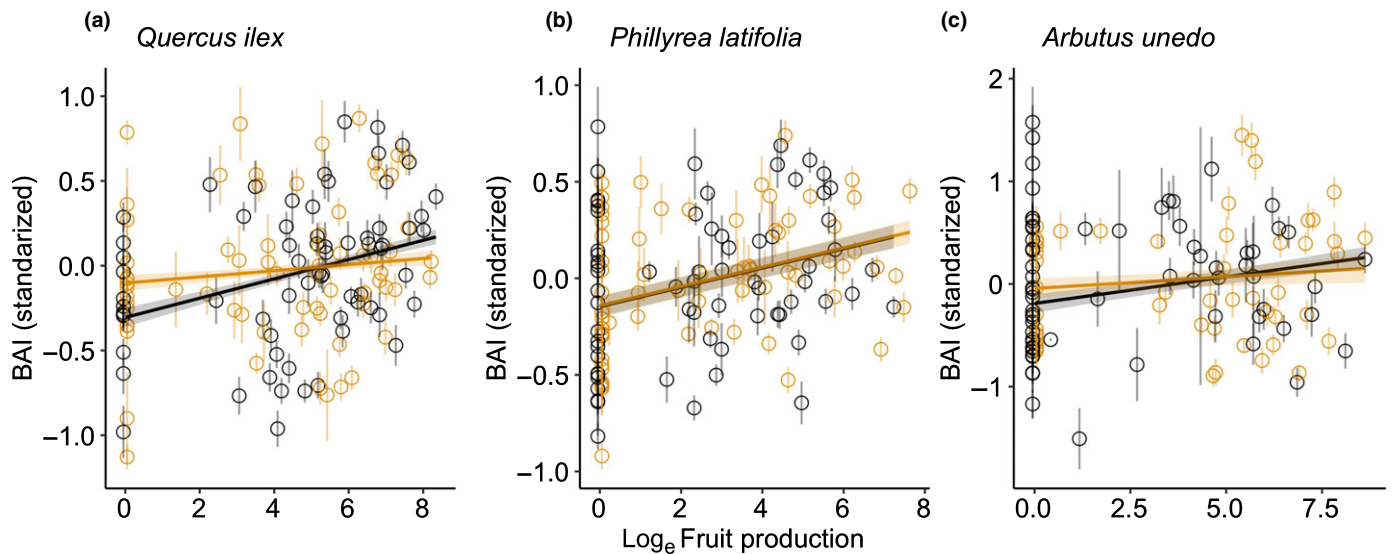 (a)
Quercus ilex
BAI (standarized)
1.0
0.5
0.0
−0.5
−1.0
0 2 4 6 8
(b)
Phillyrea latifolia
BAI (standarized)
1.0
0.5
0.0
−0.5
−1.0
0 2 4 6 8
Loge Fruit production
(c)
Arbutus unedo
BAI (standarized)
2
1
0
−1
0.0 2.5 5.0 7.5